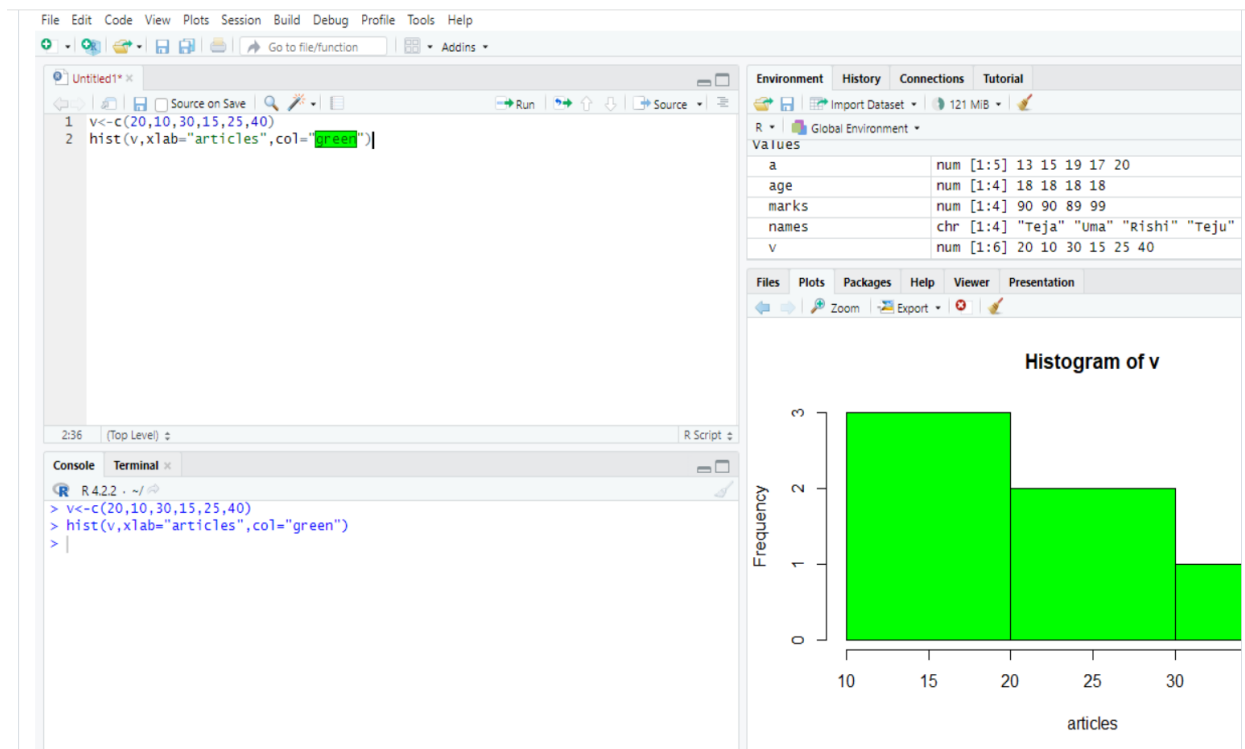 File Edit Code View Plots Session Build Debug Profile Tools Help
Go to file/function Addins
Untitled1*
Source on Save Run Source
1 v<-c(20,10,30,15,25,40)
2 hist(v,xlab="articles",col="green")
2:36 (Top Level) R Script
Console Terminal
R 4.2.2 · ~/
> v<-c(20,10,30,15,25,40)
> hist(v,xlab="articles",col="green")
>
Environment History Connections Tutorial
Import Dataset 121 MiB
R Global Environment
Values
a num [1:5] 13 15 19 17 20
age num [1:4] 18 18 18 18
marks num [1:4] 90 90 89 99
names chr [1:4] "Teja" "Uma" "Rishi" "Teju"
v num [1:6] 20 10 30 15 25 40
Files Plots Packages Help Viewer Presentation
Zoom Export
Histogram of v
Frequency
3
2
1
0
10 15 20 25 30
articles